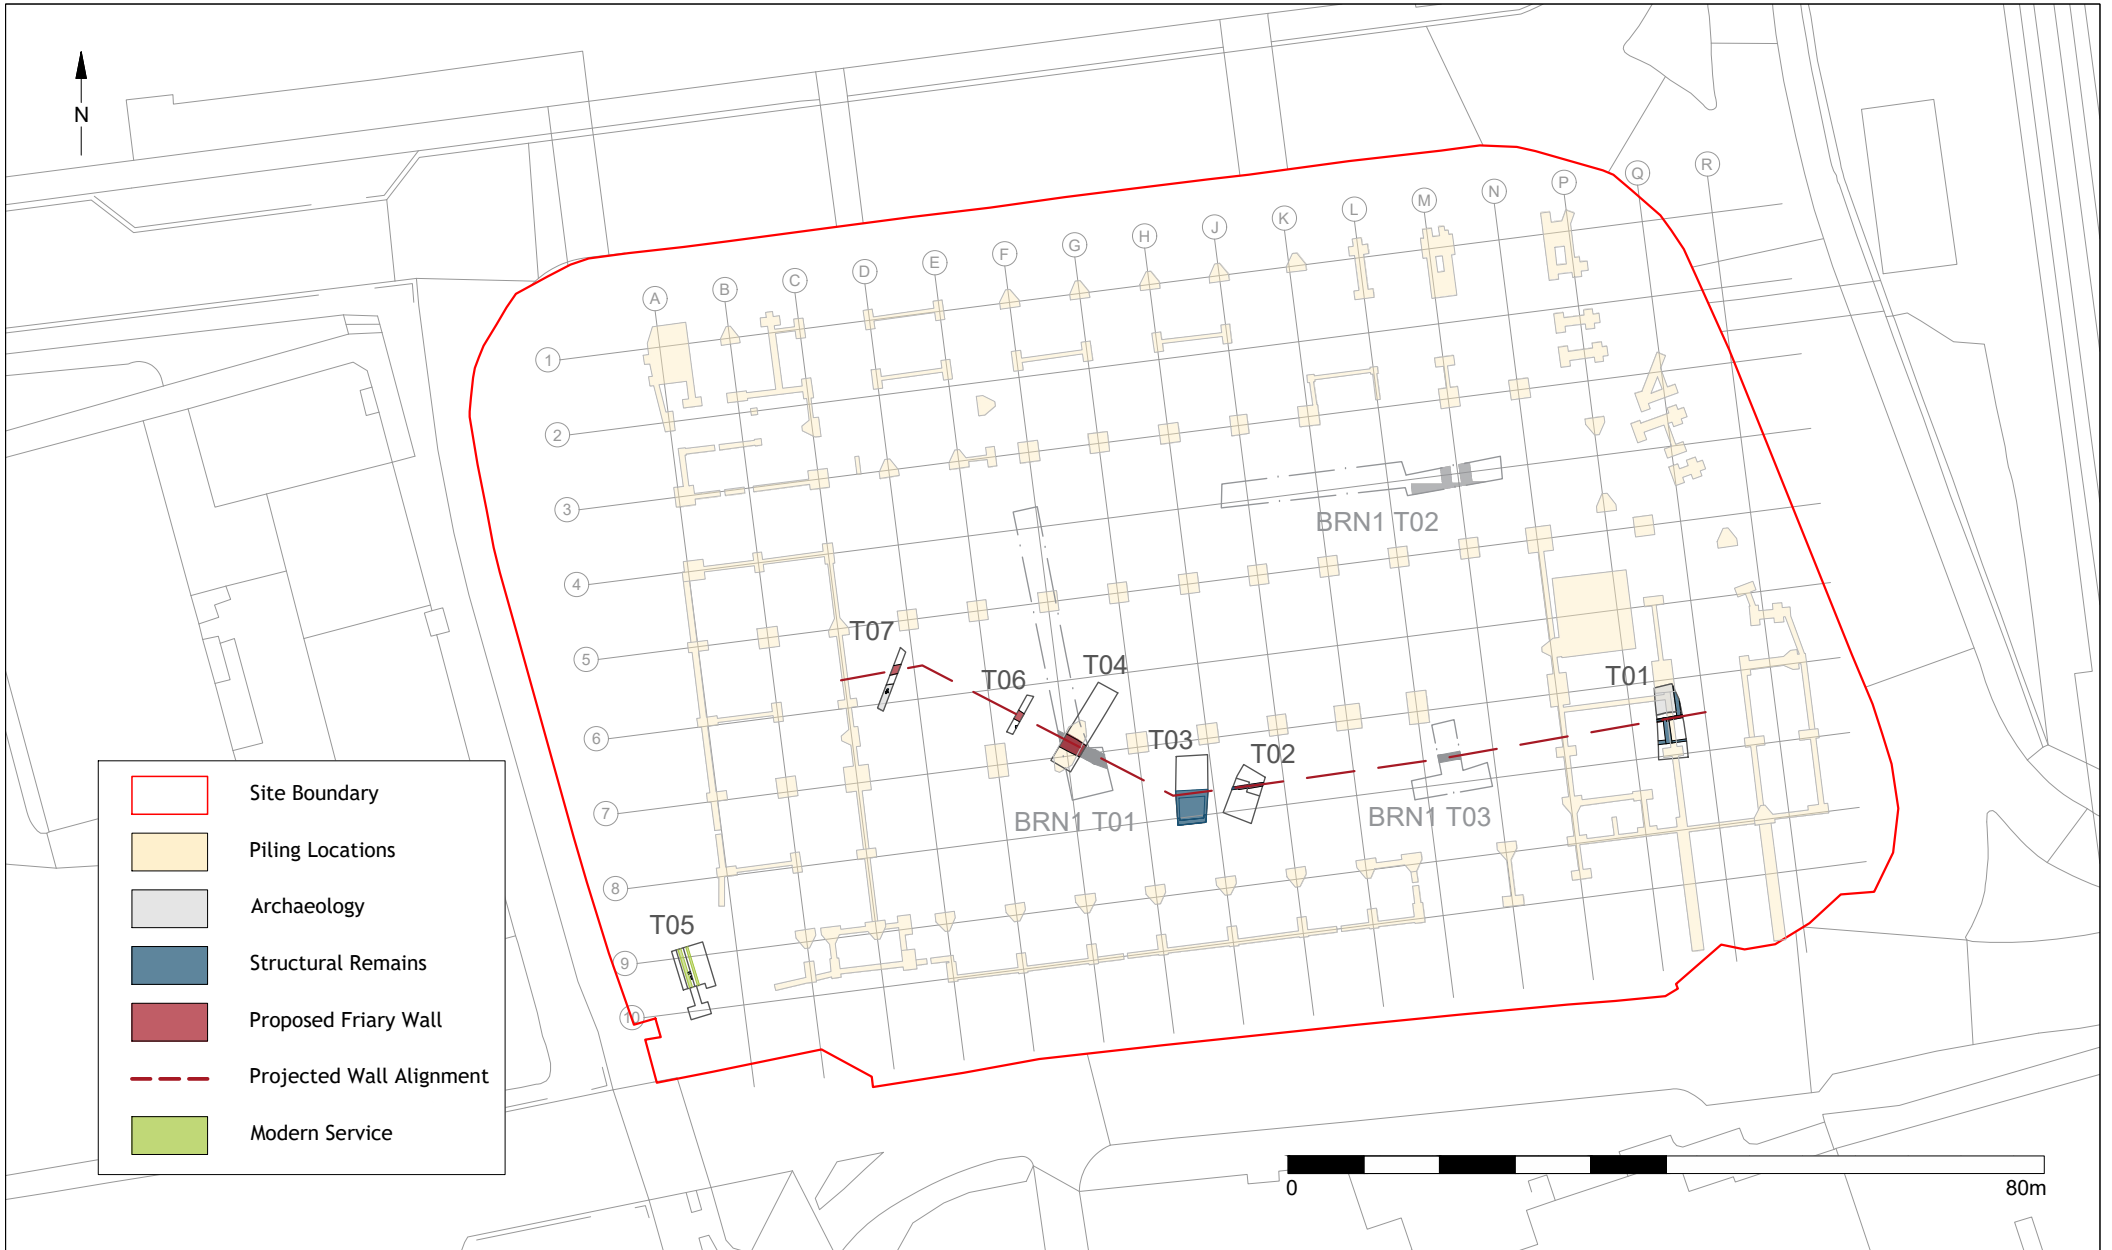 N
A
B
C
D
E
F
G
H
J
K
L
M
N
P
Q
R
1
2
3
4
5
6
7
8
9
10
BRN1 T02
T07
T06
T04
T01
T03
T02
BRN1 T01
BRN1 T03
T05
Site Boundary
Piling Locations
Archaeology
Structural Remains
Proposed Friary Wall
Projected Wall Alignment
Modern Service
0 80m